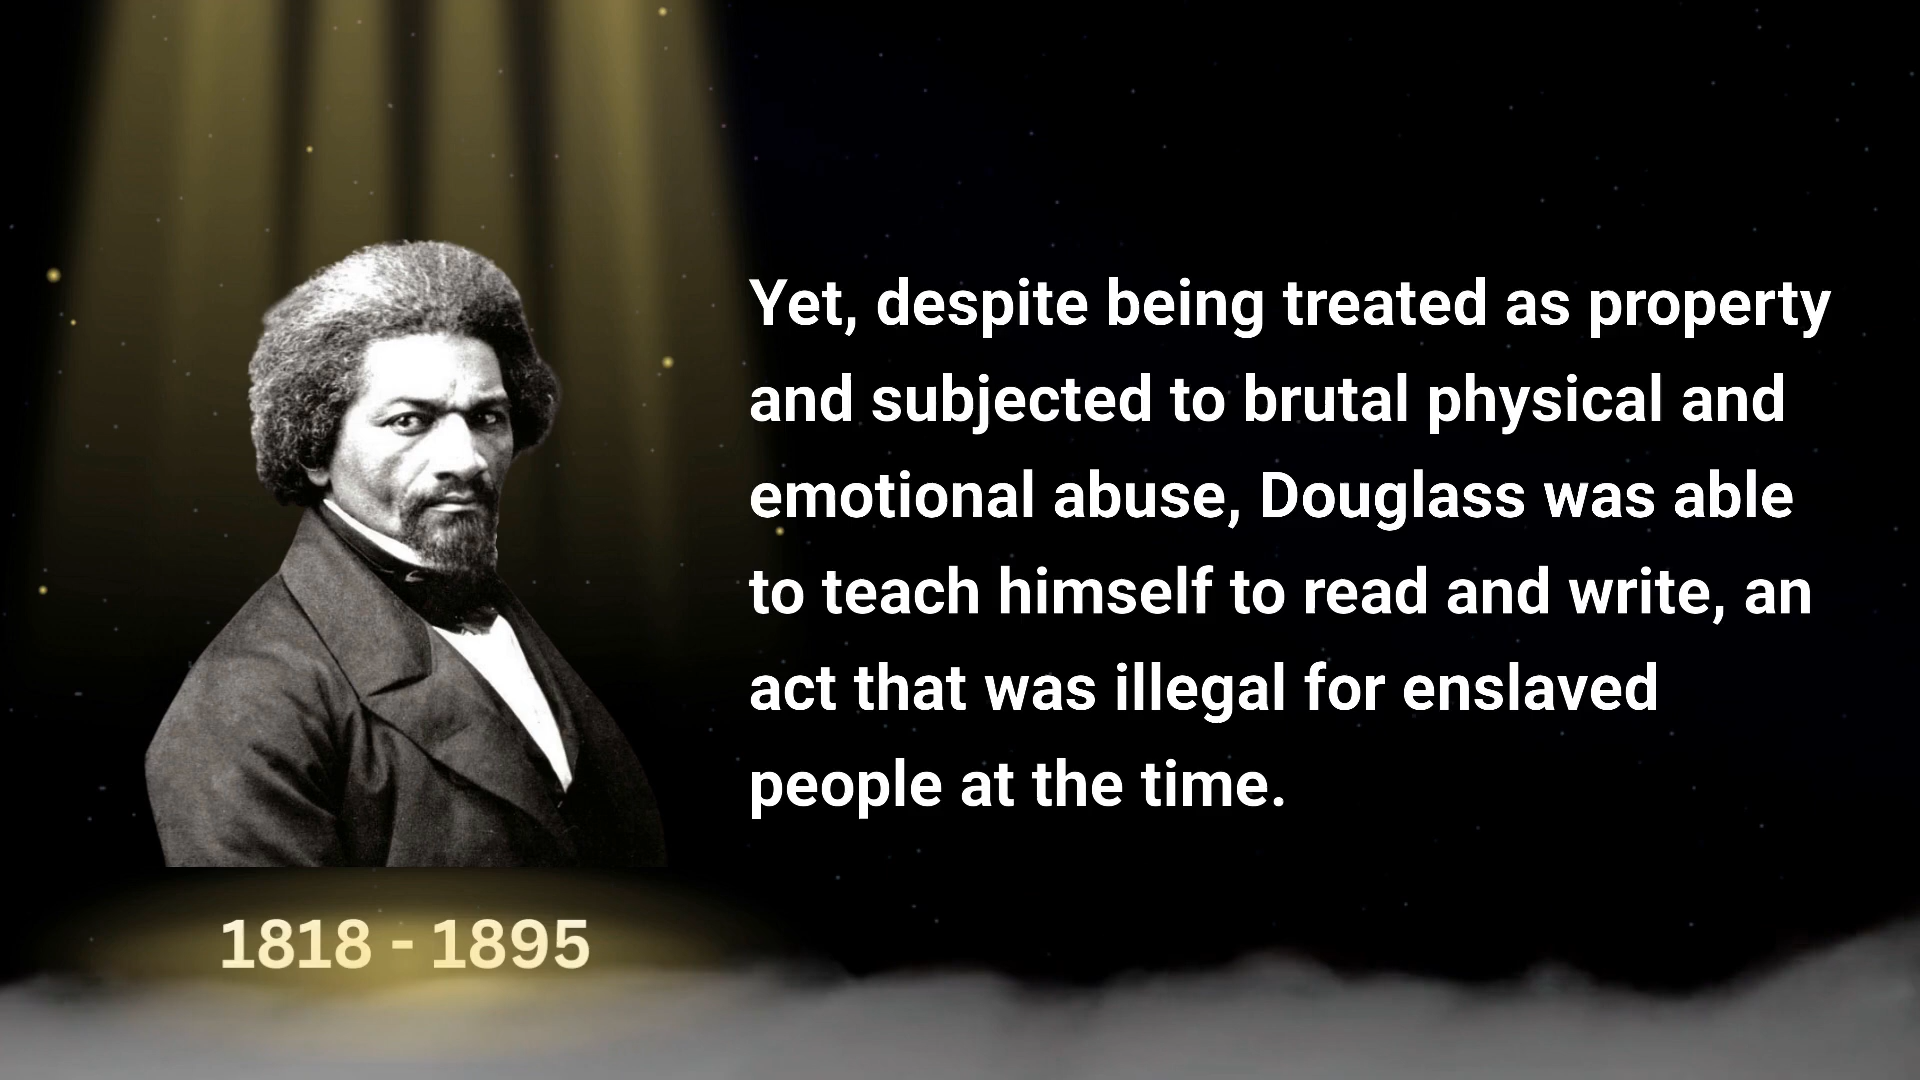 Yet, despite being treated as property
and subjected to brutal physical and
emotional abuse, Douglass was able
to teach himself to read and write, an
act that was illegal for enslaved
people at the time.
1818 - 1895